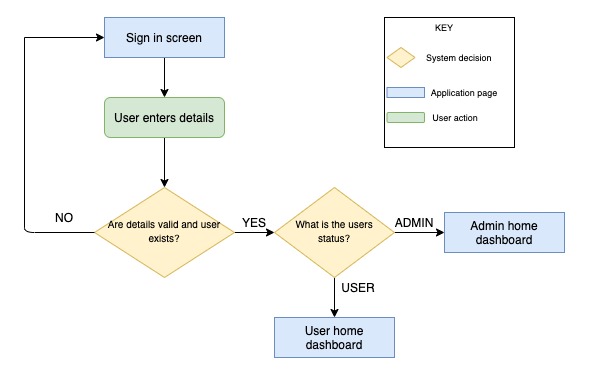 Sign in screen
KEY
System decision
Application page
User action
User enters details
Are details valid and user
exists?
NO
YES
What is the users
status?
ADMIN
Admin home
dashboard
USER
User home
dashboard